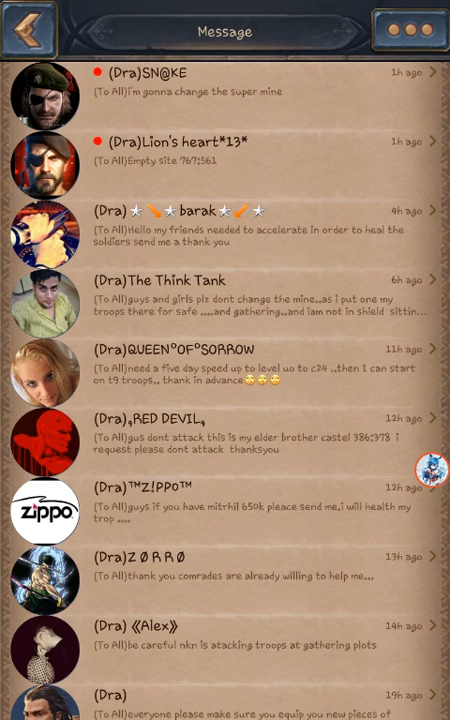 Message
(Dra)SN@KE
1h ago
(To All)i'm gonna change the super mine
(Dra)Lion's heart*13*
1h ago
(To All)Empty site 767;561
(Dra)★↘★barak★↙★
4h ago
(To All)Hello my friends needed to accelerate in order to heal the
soldiers send me a thank you
(Dra)The Think Tank
6h ago
(To All)guys and girls plz dont change the mine,,as i put one my
troops there for safe ,,,,and gathering,,and iam not in shield sittin...
(Dra)QUEEN°OF°SORROW
11h ago
(To All)need a five day speed up to level uo to c24 ..then I can start
on t9 troops,, thank in advance😁😁😁
(Dra),RED DEVIL,
12h ago
(To All)gus dont attack this is my elder brother castel 386;378 i
request please dont attack thanksyou
(Dra)™Z!PPO™
12h ago
(To All)guys if you have mitrhil 650k pleace send me,i will health my
trop ,,,,
zippo
(Dra)Z Ø R R Ø
13h ago
(To All)thank you comrades are already willing to help me,,,
(Dra)《Alex》
14h ago
(To All)be careful nkn is atacking troops at gathering plots
(Dra)
19h ago
(To All)everyone please make sure you equip you new pieces of